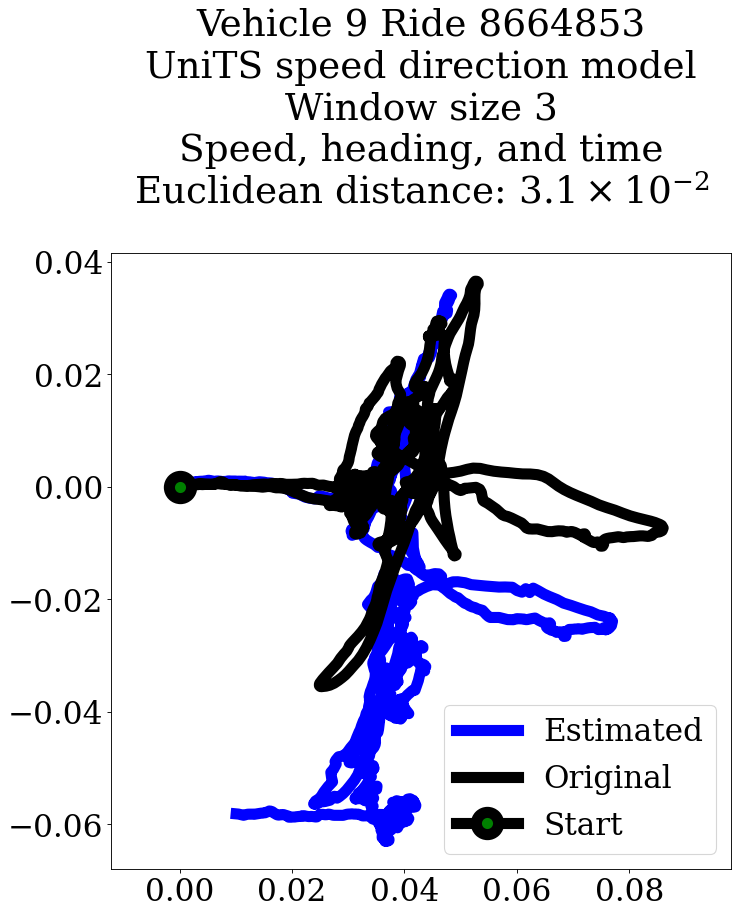 Vehicle 9 Ride 8664853
UniTS speed direction model
Window size 3
Speed, heading, and time
Euclidean distance: 3.1 × 10⁻²
0.04
0.02
0.00
−0.02
−0.04
−0.06
0.00 0.02 0.04 0.06 0.08
Estimated
Original
Start